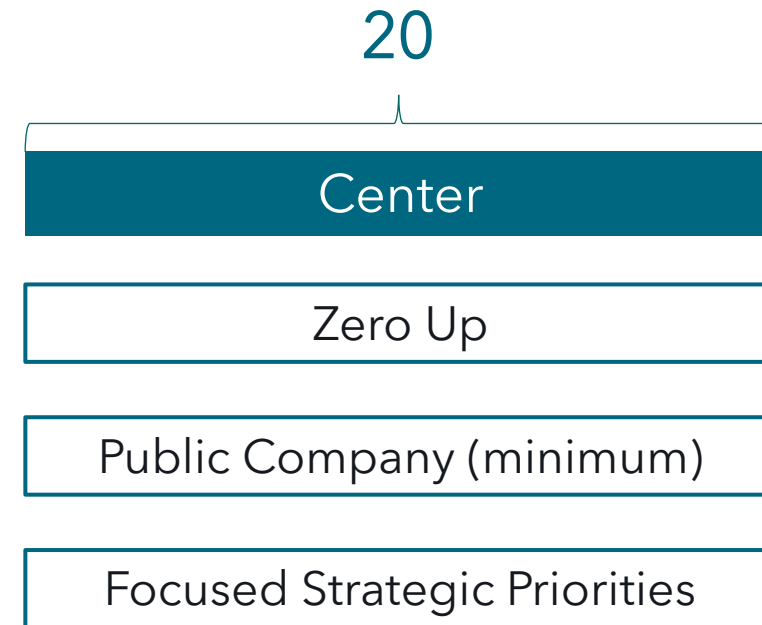 20
Center
Zero Up
Public Company (minimum)
Focused Strategic Priorities